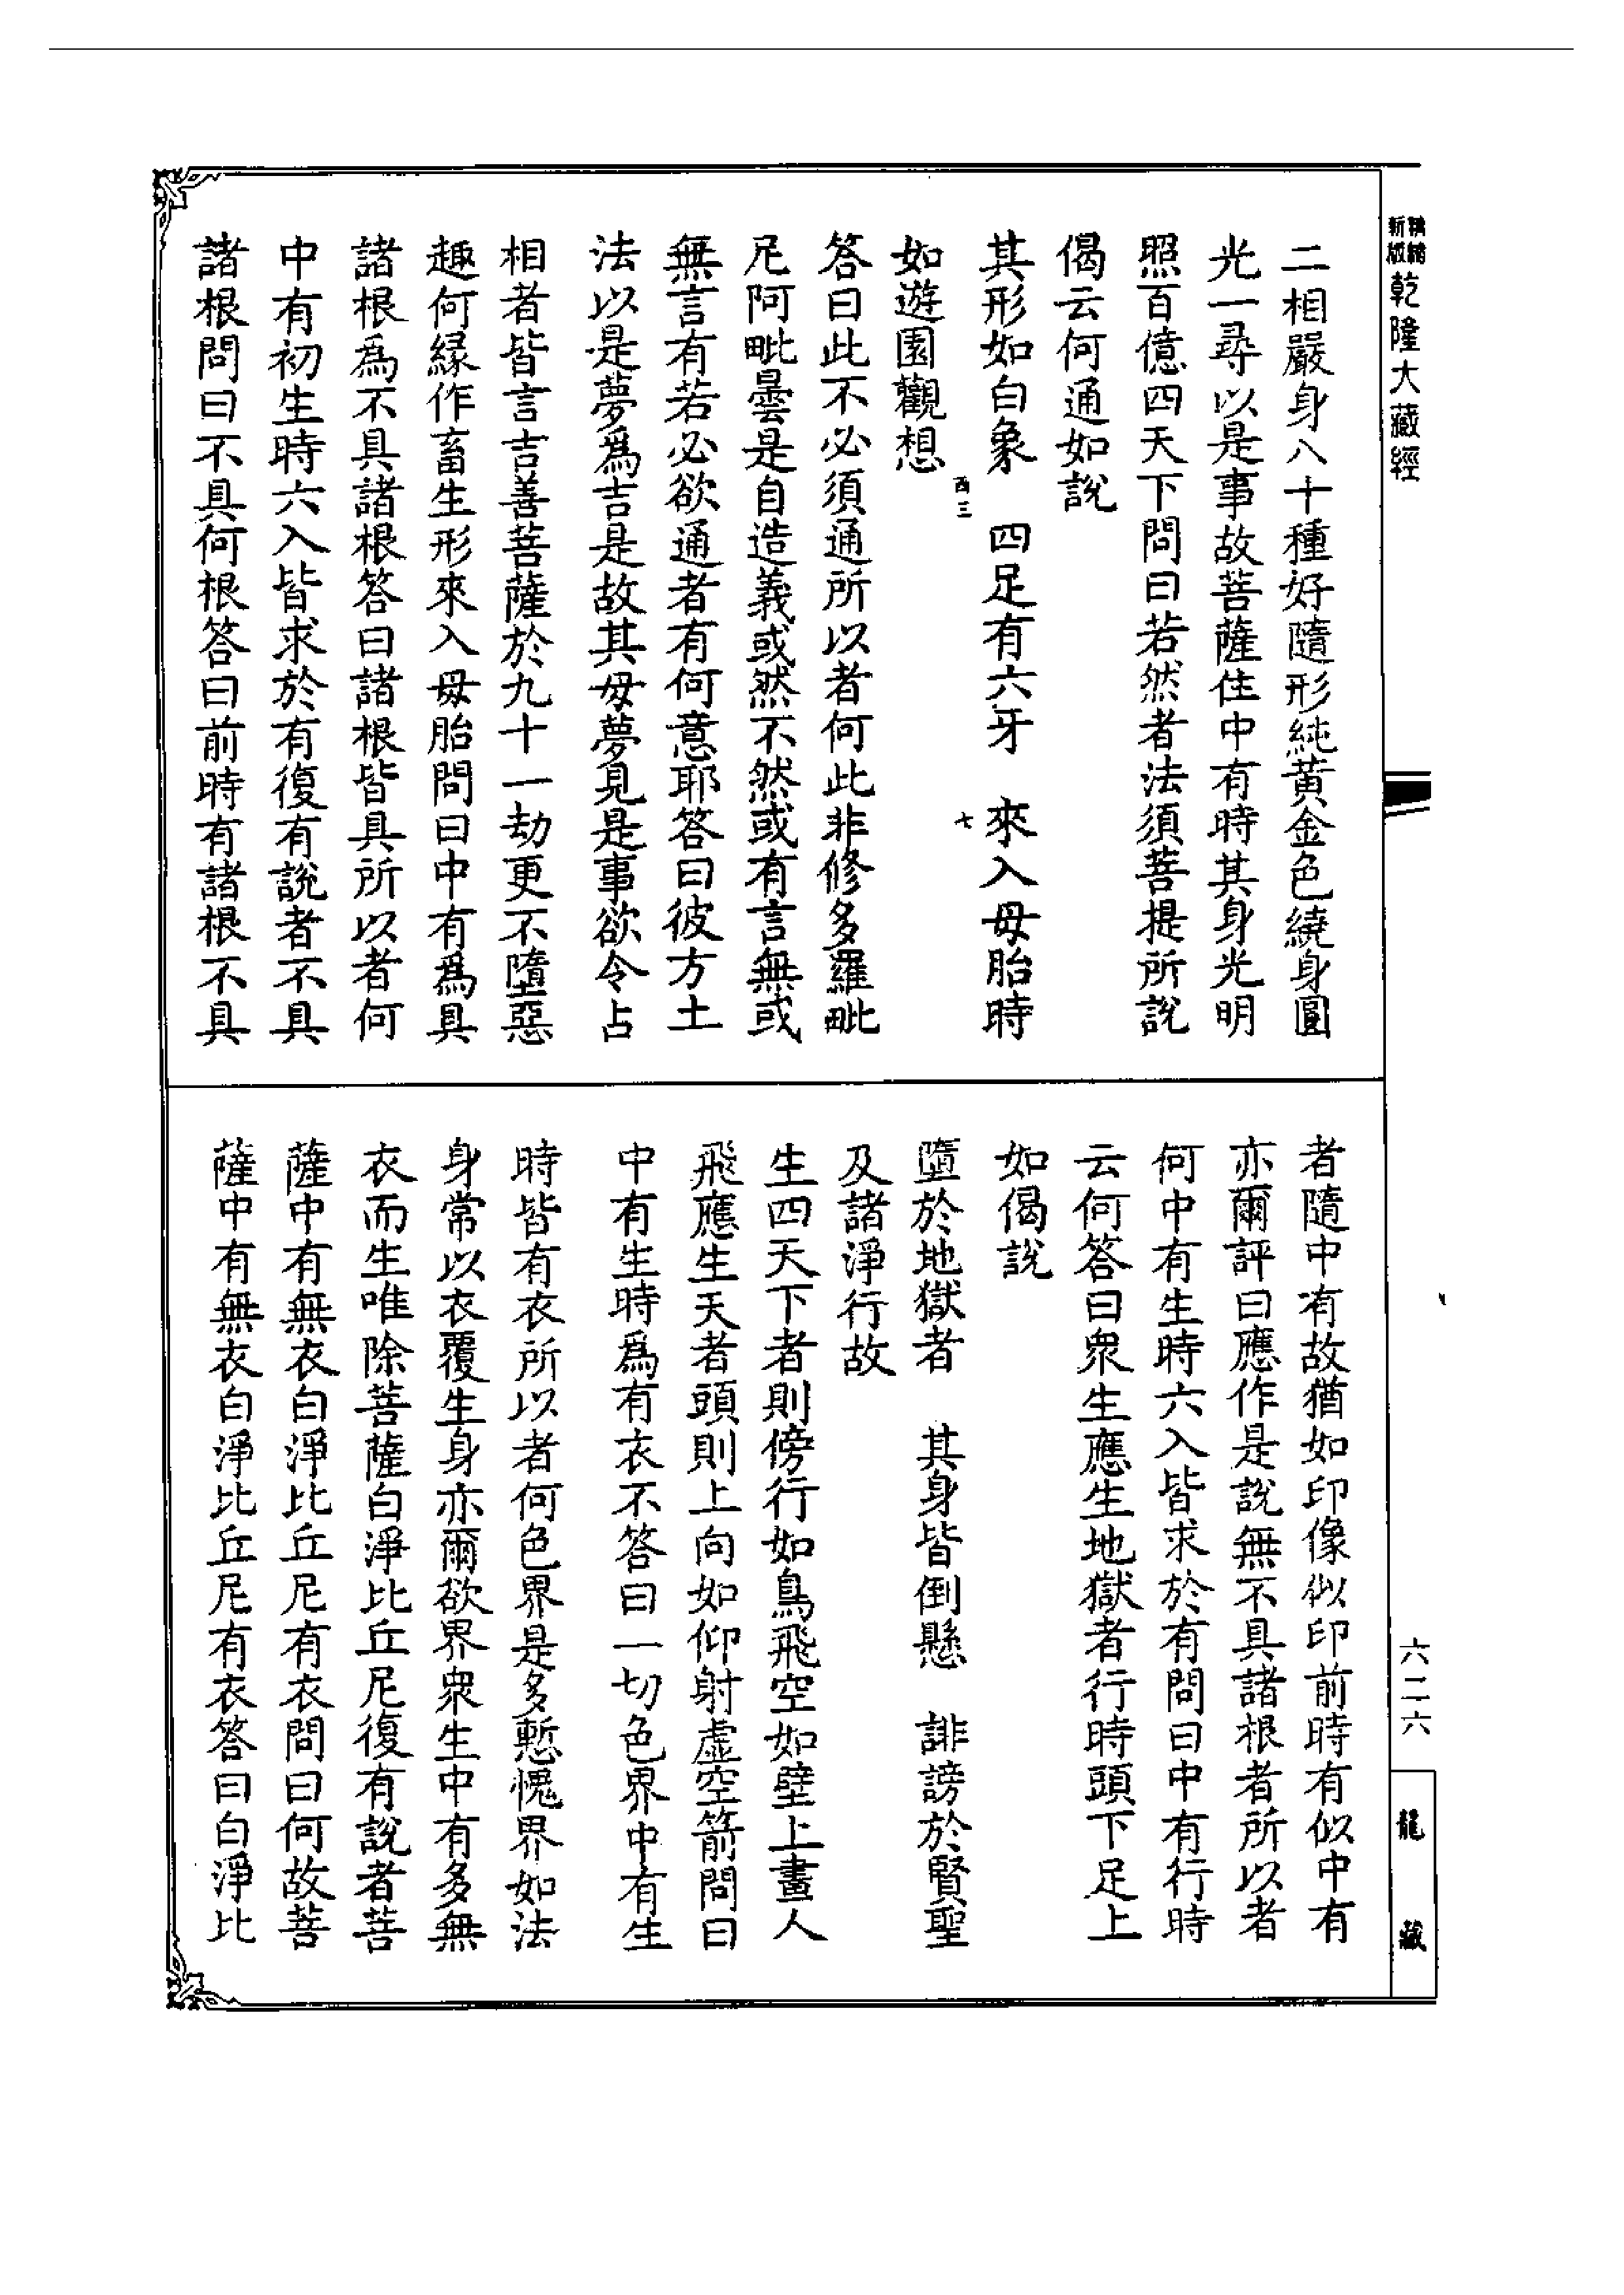 新版
乾隆大藏經
二相嚴身八十種好隨形純黃金色繞身圓
光一尋以是事故菩薩住中有時其身光明
照百億四天下問曰若然者法須菩提所說
偈云何通如說
其形如白象　四足有六牙　來入毋胎時
如遊園觀想
酉三　七
答曰此不必須通所以者何此非修多羅毗
尼阿毗曇是自造義或然不然或有言無或
無言有若必欲通者有何意耶答曰彼方土
法以是夢爲吉是故其毋夢見是事欲令占
相者皆言吉善菩薩於九十一劫更不墮惡
趣何緣作畜生形來入毋胎問曰中有爲具
諸根爲不具諸根答曰諸根皆具所以者何
中有初生時六入皆求於有復有說者不具
諸根問曰不具何根答曰前時有諸根不具
者隨中有故猶如印像似印前時有似中有
亦爾評曰應作是說無不具諸根者所以者
何中有生時六入皆求於有問曰中有行時
云何答曰衆生應生地獄者行時頭下足上
如偈說
墮於地獄者　其身皆倒懸　誹謗於賢聖
及諸淨行故
生四天下者則傍行如鳥飛空如壁上畫人
飛應生天者頭則上向如仰射虛空箭問曰
中有生時爲有衣不答曰一切色界中有生
時皆有衣所以者何色界是多慙愧界如法
身常以衣覆生身亦爾欲界衆生中有多無
衣而生唯除菩薩白淨比丘尼復有說者菩
薩中有無衣白淨比丘尼有衣問曰何故菩
薩中有無衣白淨比丘尼有衣答曰白淨比
六二六
龍藏